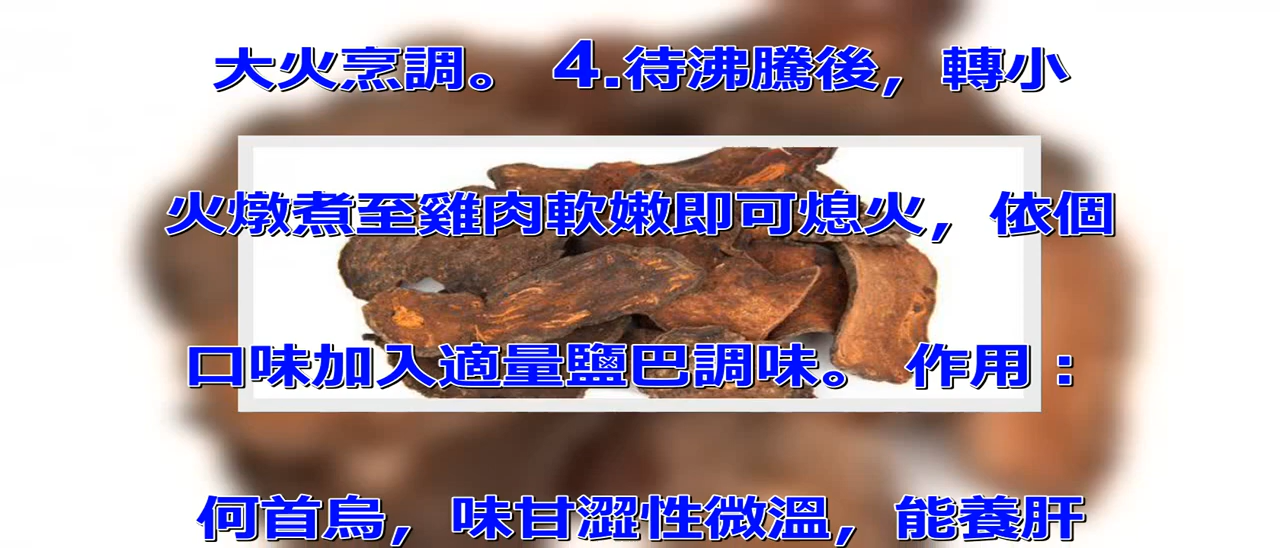 大火烹調。 4.待沸騰後，轉小
火燉煮至雞肉軟嫩即可熄火，依個
口味加入適量鹽巴調味。 作用：
何首烏，味甘澀性微溫，能養肝